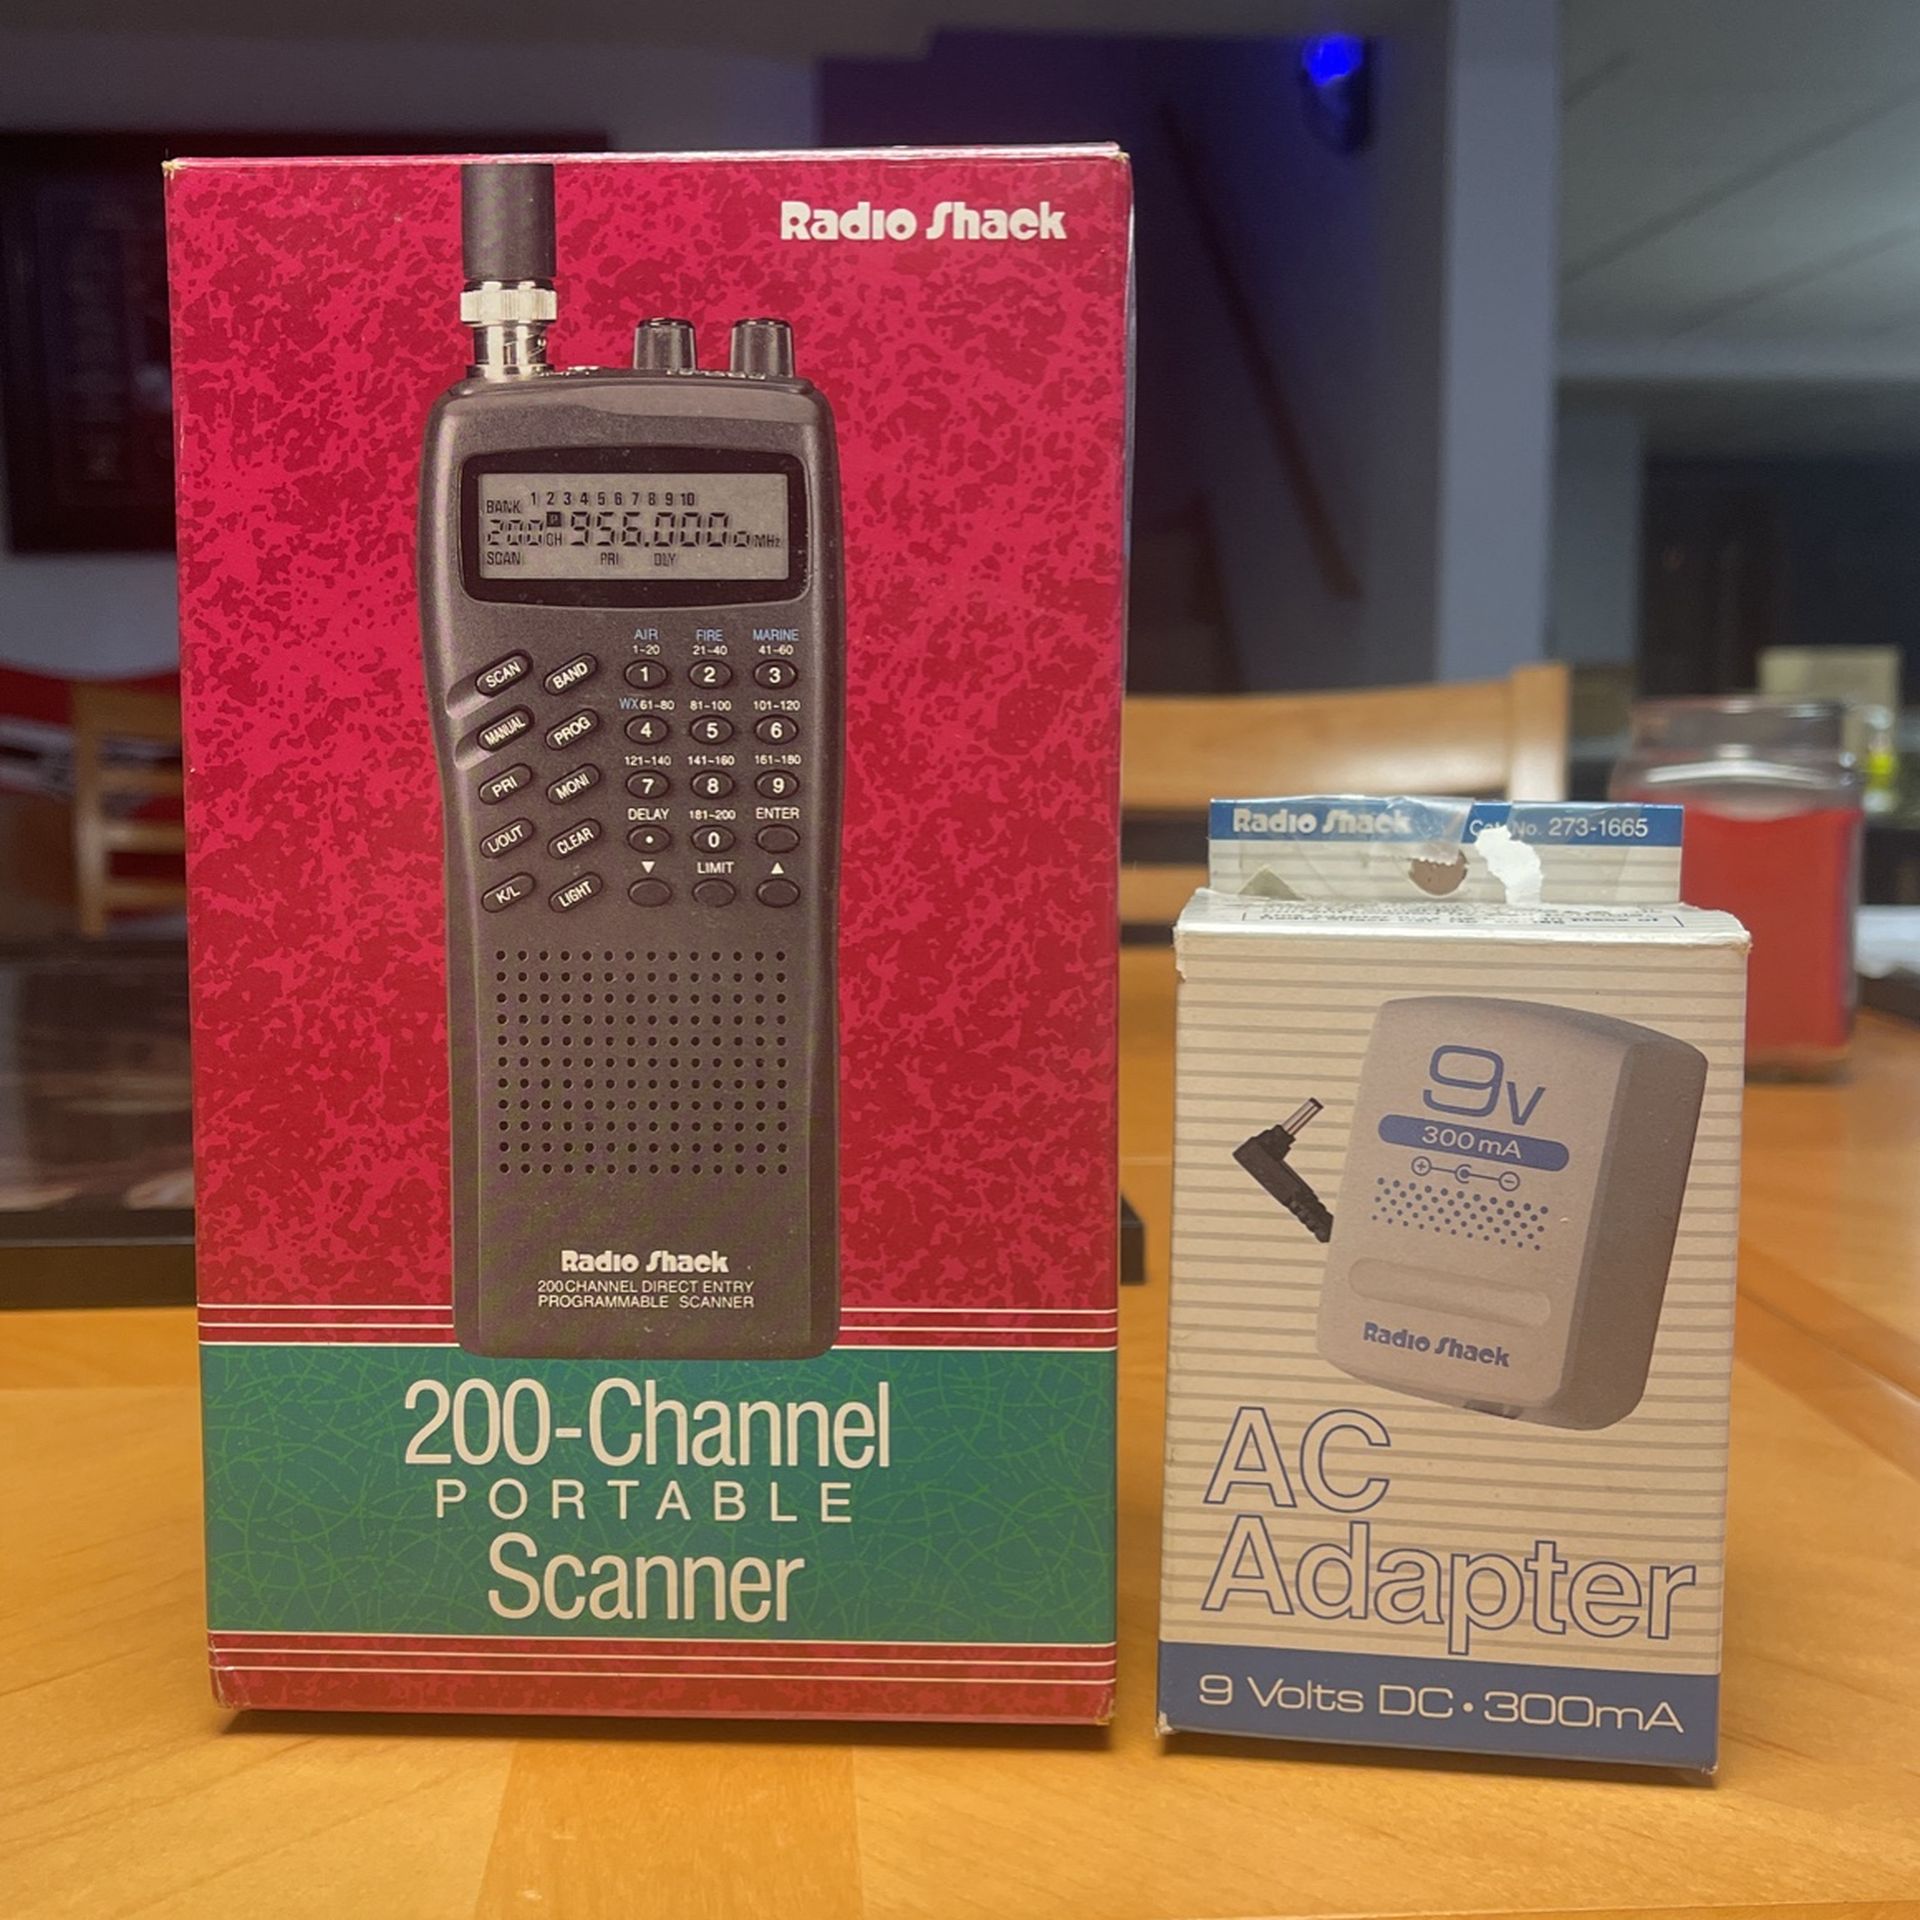 Radio Shack
BANK 1 2 3 4 5 6 7 8 9 10
200 P CH 956.0000 MHz
SCAN PRI DLY
AIR FIRE MARINE
1-20 21-40 41-60
SCAN BAND 1 2 3
WX 61-80 81-100 101-120
MANUAL PROG 4 5 6
121-140 141-160 161-180
PRI MONI 7 8 9
DELAY 181-200 ENTER
L/OUT CLEAR • 0
▼ LIMIT ▲
K/L LIGHT
Radio Shack
200 CHANNEL DIRECT ENTRY
PROGRAMMABLE SCANNER
200-Channel
PORTABLE
Scanner
Radio Shack Cat. No. 273-1665
9v
300mA
Radio Shack
AC
Adapter
9 Volts DC • 300mA